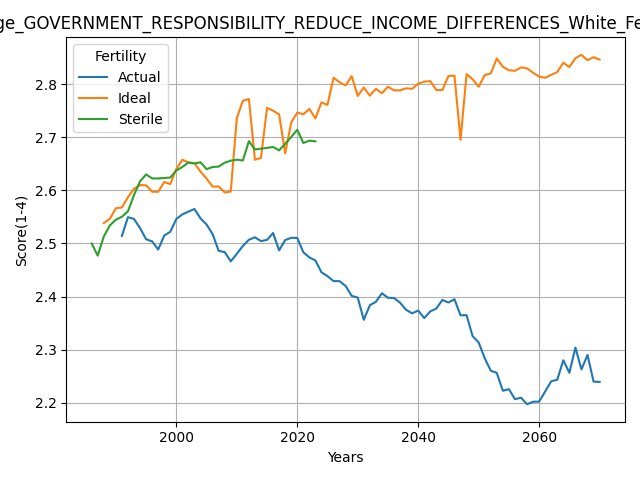 ge_GOVERNMENT_RESPONSIBILITY_REDUCE_INCOME_DIFFERENCES_White_Fe
Fertility
Actual
Ideal
Sterile
Score(1-4)
2.8
2.7
2.6
2.5
2.4
2.3
2.2
2000 2020 2040 2060
Years